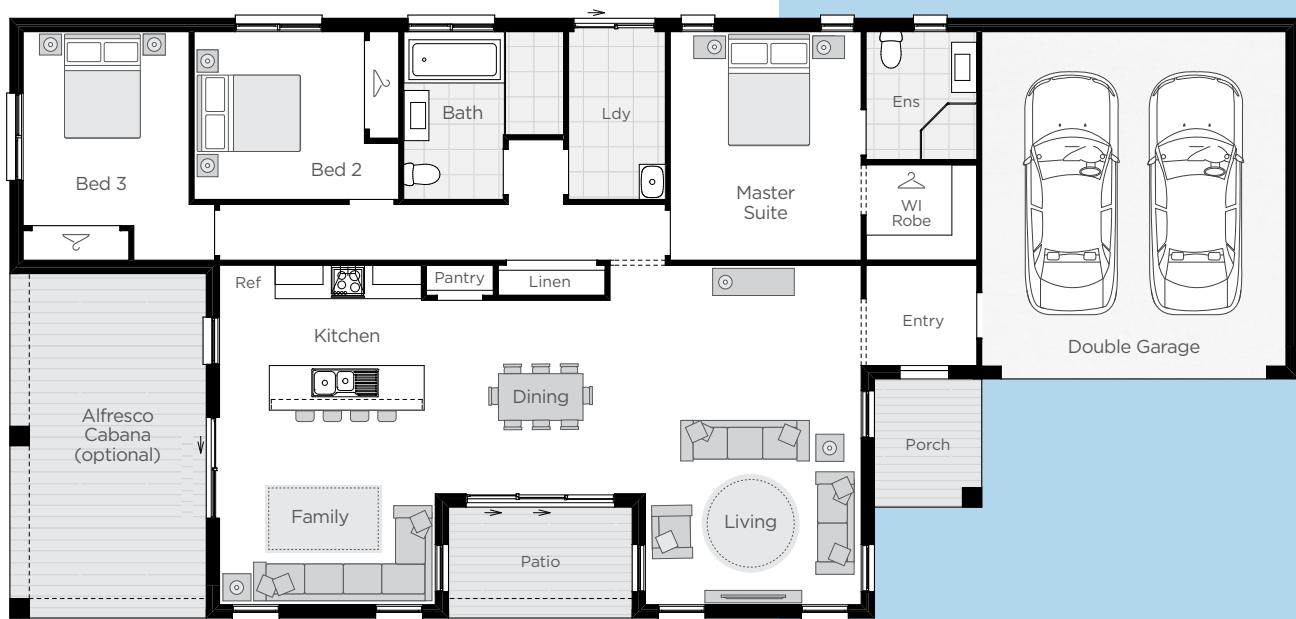 Bed 3
Bed 2
Bath
Ldy
Master
Suite
Ens
WI
Robe
Double Garage
Ref
Pantry
Linen
Kitchen
Entry
Dining
Alfresco
Cabana
(optional)
Porch
Family
Living
Patio